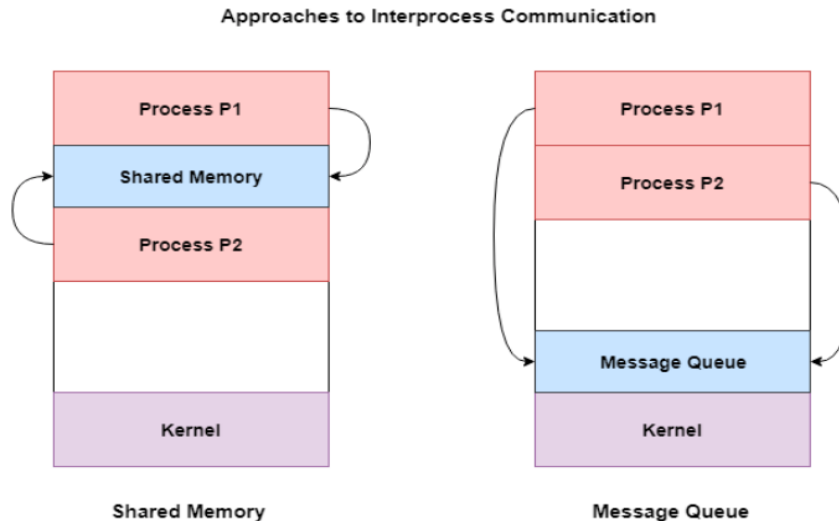 Approaches to Interprocess Communication
Process P1
Shared Memory
Process P2
Kernel
Shared Memory
Process P1
Process P2
Message Queue
Kernel
Message Queue